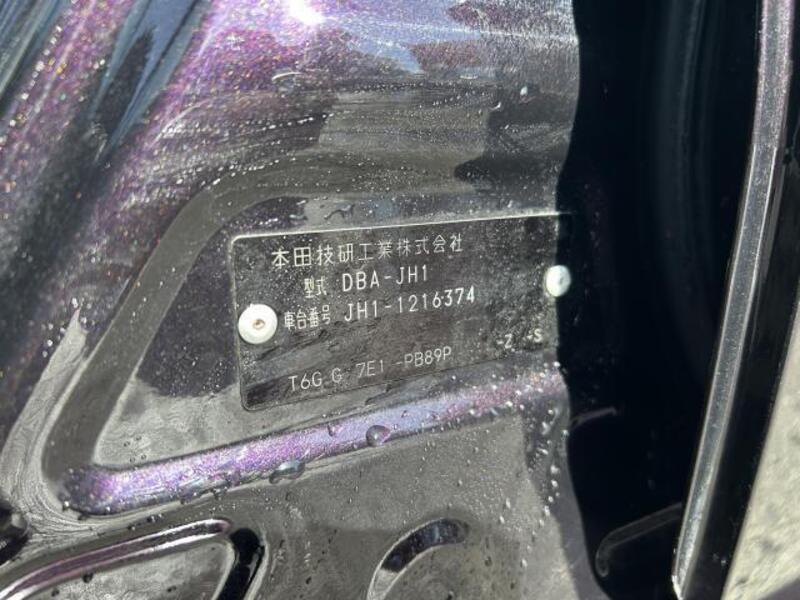 本田技研工業株式会社
型式 DBA-JH1
車台番号 JH1-1216374
T6G G 7E1 -PB89P -Z -S